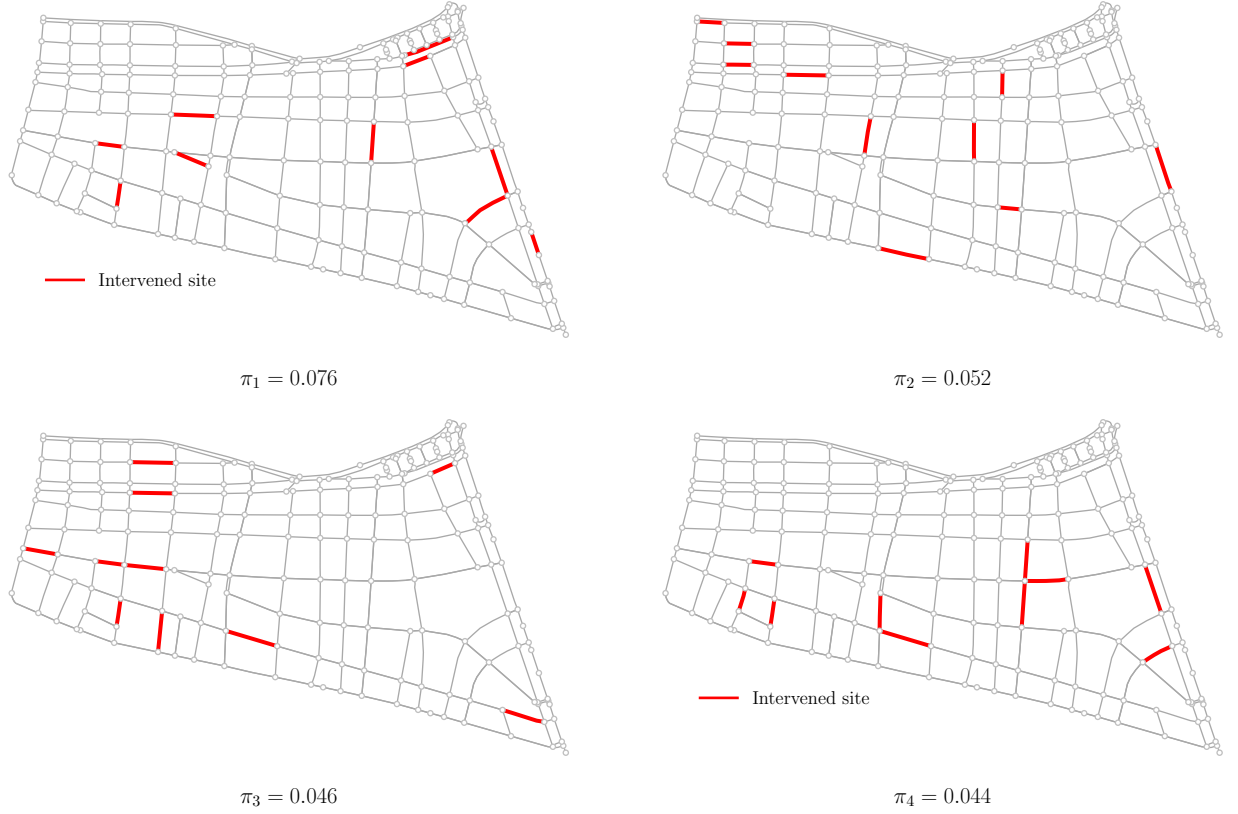 Intervened site
π₁ = 0.076
π₂ = 0.052
Intervened site
π₃ = 0.046
π₄ = 0.044